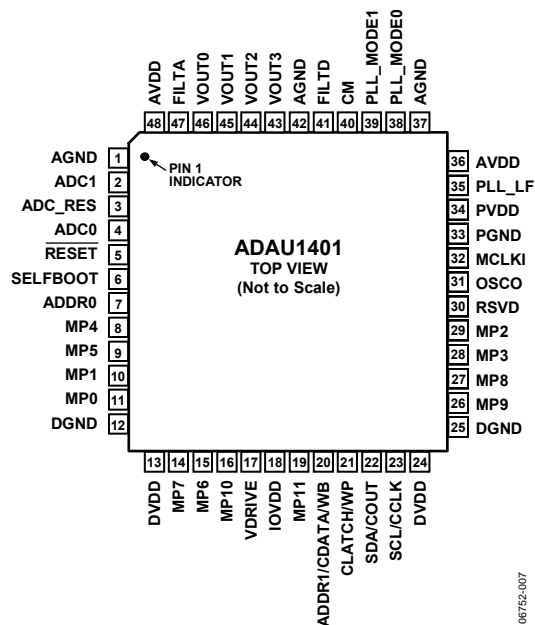 AVDD
FILTA
VOUT0
VOUT1
VOUT2
VOUT3
AGND
FILTD
CM
PLL_MODE1
PLL_MODE0
AGND
48 47 46 45 44 43 42 41 40 39 38 37
AGND 1
ADC1 2
ADC_RES 3
ADC0 4
RESET 5
SELFBOOT 6
ADDR0 7
MP4 8
MP5 9
MP1 10
MP0 11
DGND 12
PIN 1
INDICATOR
ADAU1401
TOP VIEW
(Not to Scale)
36 AVDD
35 PLL_LF
34 PVDD
33 PGND
32 MCLKI
31 OSCO
30 RSVD
29 MP2
28 MP3
27 MP8
26 MP9
25 DGND
13 14 15 16 17 18 19 20 21 22 23 24
DVDD
MP7
MP6
MP10
VDRIVE
IOVDD
MP11
ADDR1/CDATA/WB
CLATCH/WP
SDA/COUT
SCL/CCLK
DVDD
06752-007